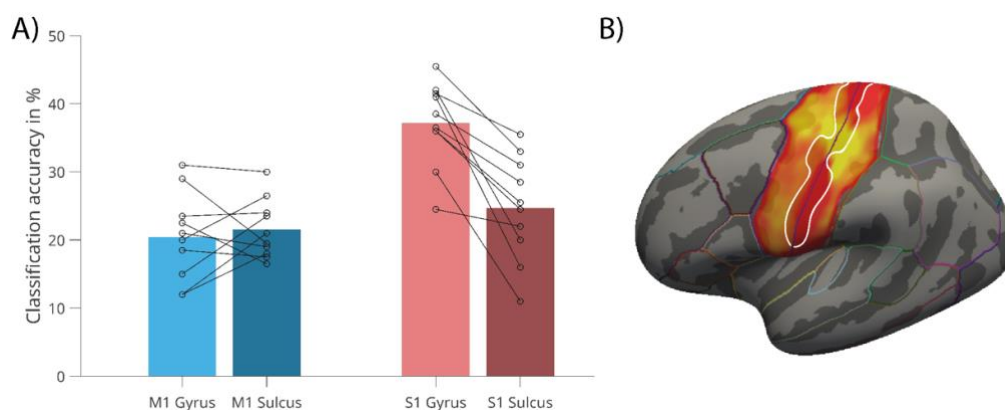 A)
B)
Classification accuracy in %
50
40
30
20
10
0
M1 Gyrus
M1 Sulcus
S1 Gyrus
S1 Sulcus